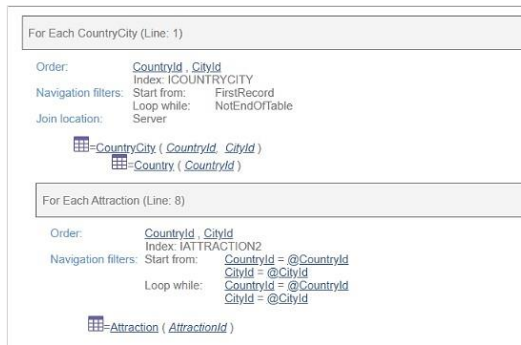 For Each CountryCity (Line: 1)
Order: CountryId , CityId
Index: ICOUNTRYCITY
Navigation filters: Start from: FirstRecord
Loop while: NotEndOfTable
Join location: Server
=CountryCity ( CountryId, CityId )
=Country ( CountryId )
For Each Attraction (Line: 8)
Order: CountryId , CityId
Index: IATTRACTION2
Navigation filters: Start from: CountryId = @CountryId
CityId = @CityId
Loop while: CountryId = @CountryId
CityId = @CityId
=Attraction ( AttractionId )